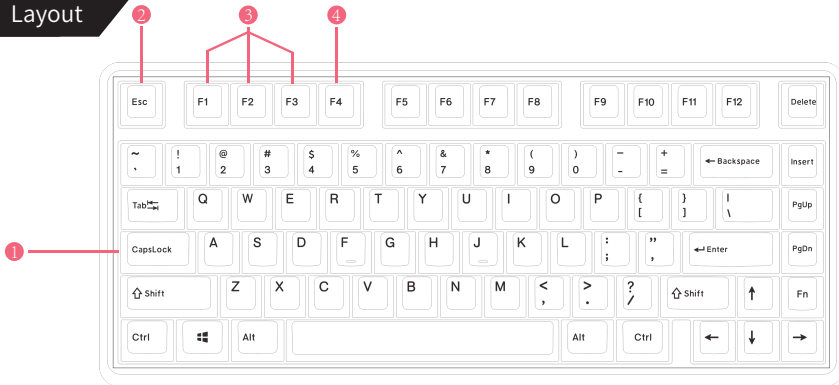 Layout
2 3 4
Esc F1 F2 F3 F4 F5 F6 F7 F8 F9 F10 F11 F12 Delete
~ ! @ # $ % ^ & * ( ) – + ← Backspace Insert
` 1 2 3 4 5 6 7 8 9 0 - =
Tab Q W E R T Y U I O P { } | PgUp
[ ] \
1 CapsLock A S D F G H J K L : " ↵ Enter PgDn
; ,
⇧ Shift Z X C V B N M < > ? ⇧ Shift ↑ Fn
, . /
Ctrl Alt Alt Ctrl ← ↓ →